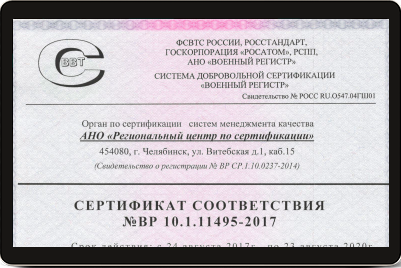 ФСВТС РОССИИ, РОССТАНДАРТ,
ГОСКОРПОРАЦИЯ «РОСАТОМ», РСПП,
АНО «ВОЕННЫЙ РЕГИСТР»
ВВТ
СИСТЕМА ДОБРОВОЛЬНОЙ СЕРТИФИКАЦИИ
«ВОЕННЫЙ РЕГИСТР»
Свидетельство № РОСС RU.О547.04ГШ01
Орган по сертификации систем менеджмента качества
АНО «Региональный центр по сертификации»
454080, г. Челябинск, ул. Витебская д.1, каб.15
(Свидетельство о регистрации № ВР СР.1.10.0237-2014)
СЕРТИФИКАТ СООТВЕТСТВИЯ
№ВР 10.1.11495-2017
Срок действия: с 24 августа 2017г. по 23 августа 2020г.